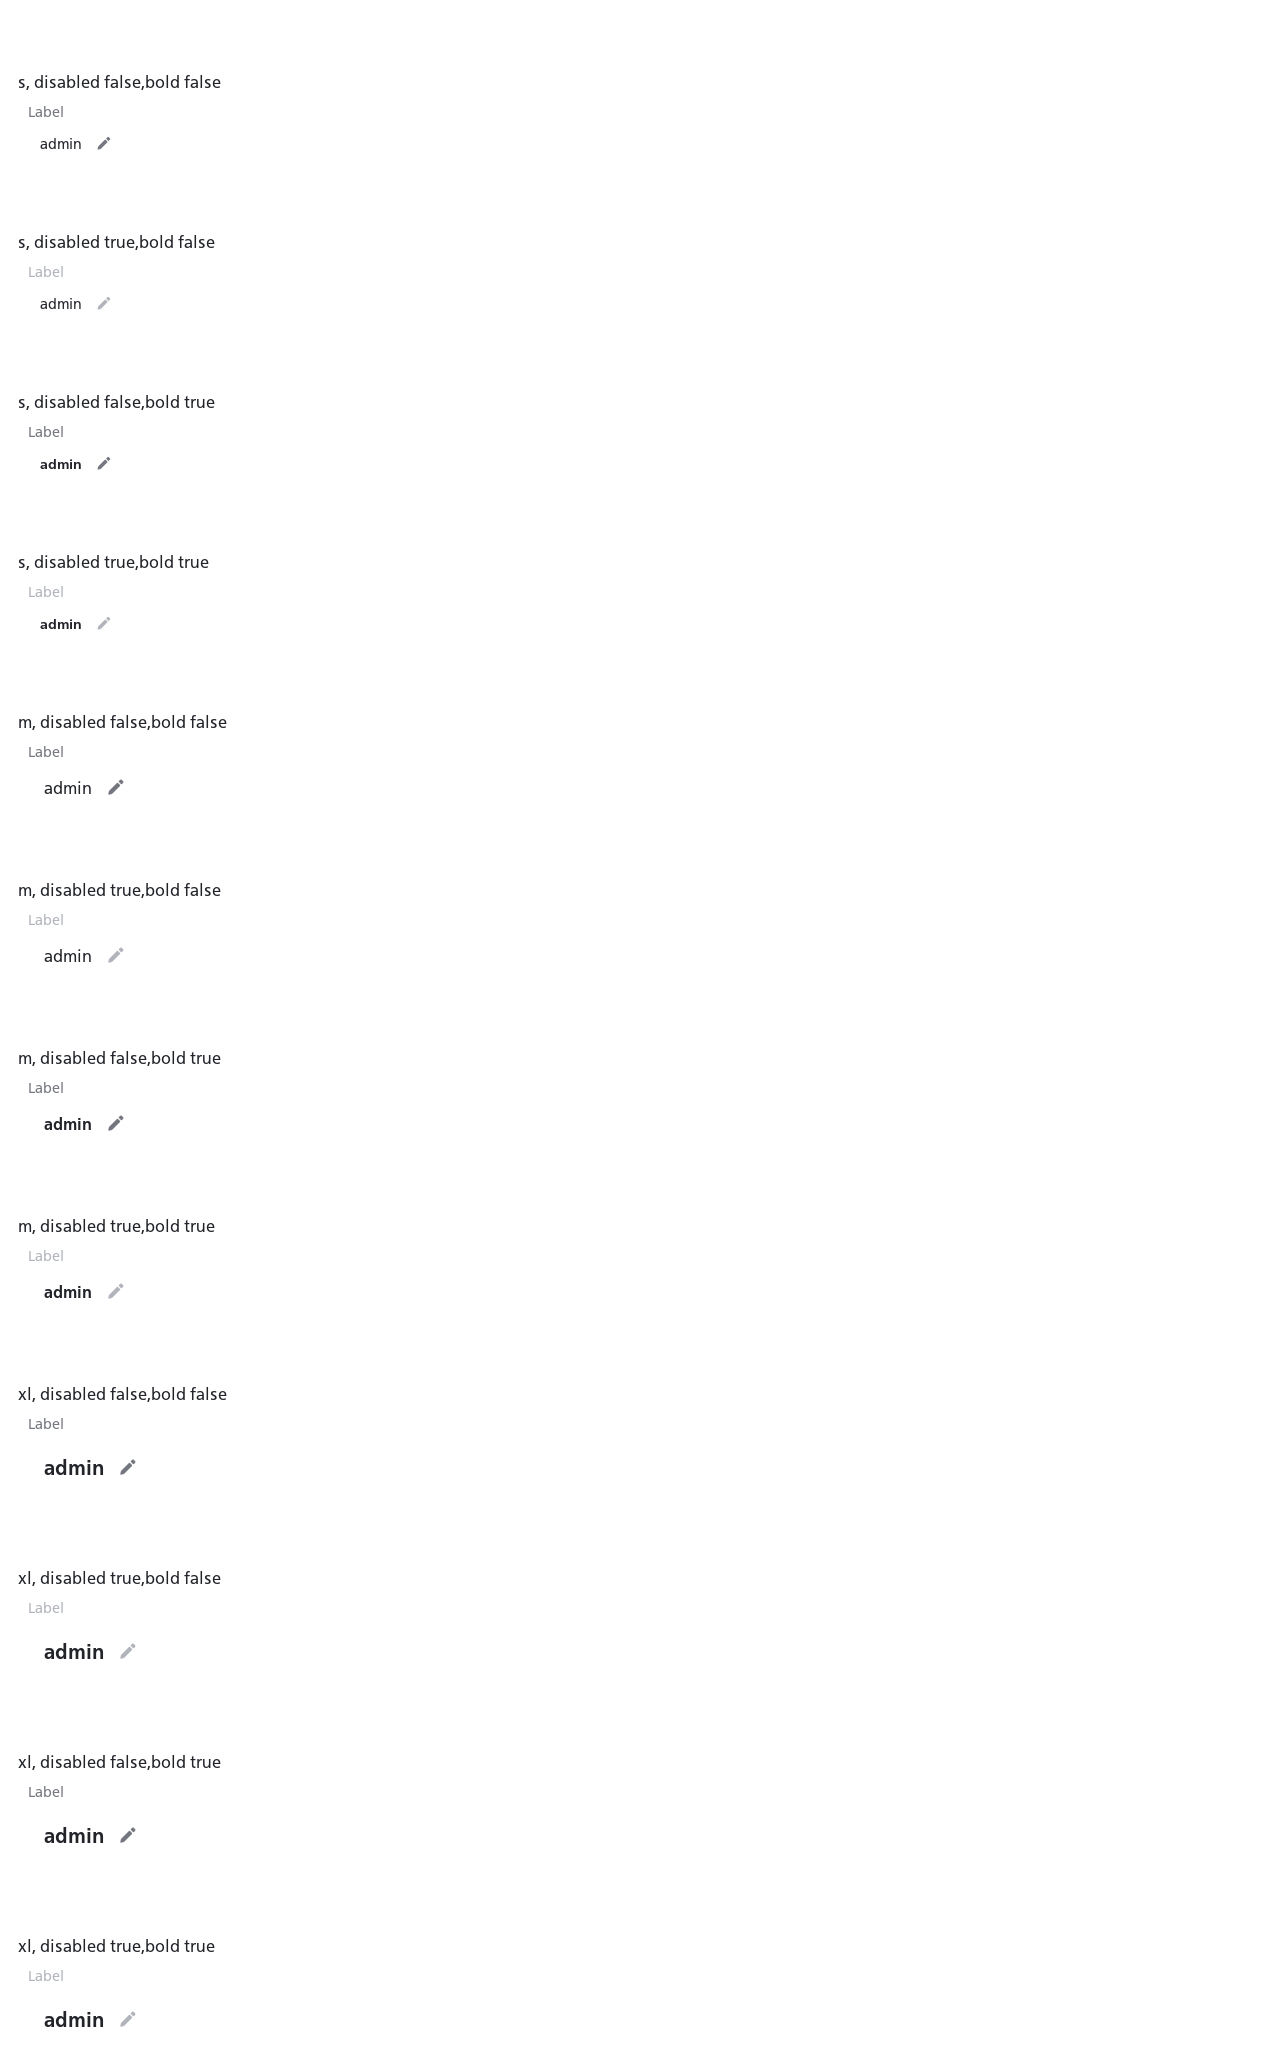 s, disabled false,bold false
Label
admin
s, disabled true,bold false
Label
admin
s, disabled false,bold true
Label
admin
s, disabled true,bold true
Label
admin
m, disabled false,bold false
Label
admin
m, disabled true,bold false
Label
admin
m, disabled false,bold true
Label
admin
m, disabled true,bold true
Label
admin
xl, disabled false,bold false
Label
admin
xl, disabled true,bold false
Label
admin
xl, disabled false,bold true
Label
admin
xl, disabled true,bold true
Label
admin